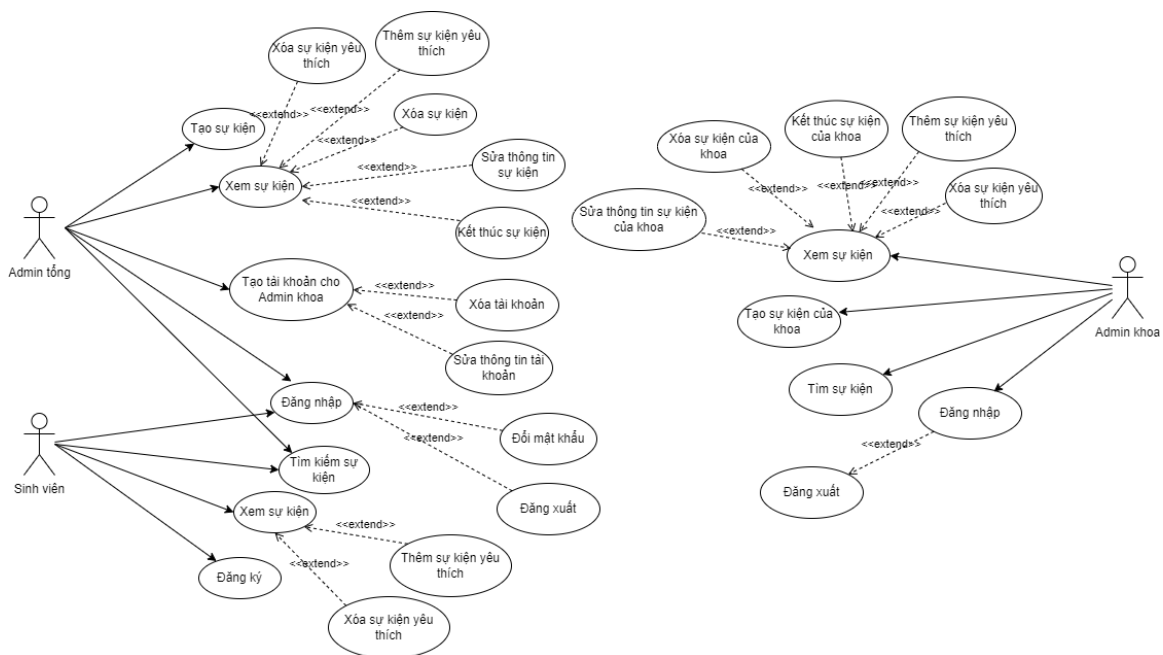 Xóa sự kiện yêu
thích
Thêm sự kiện yêu
thích
<<extend>>
<<extend>>
Tạo sự kiện
Xóa sự kiện
<<extend>>
Xem sự kiện
<<extend>>
Sửa thông tin
sự kiện
<<extend>>
Kết thúc sự kiện
Admin tổng
Tạo tài khoản cho
Admin khoa
<<extend>>
Xóa tài khoản
<<extend>>
Sửa thông tin tài
khoản
Đăng nhập
<<extend>>
Đổi mật khẩu
<<extend>>
Đăng xuất
Sinh viên
Tìm kiếm sự
kiện
Xem sự kiện
<<extend>>
Thêm sự kiện yêu
thích
<<extend>>
Xóa sự kiện yêu
thích
Đăng ký
Xóa sự kiện của
khoa
Kết thúc sự kiện
của khoa
Thêm sự kiện yêu
thích
Xóa sự kiện yêu
thích
<<extend>>
<<extend>>
<<extend>>
<<extend>>
Sửa thông tin sự kiện
của khoa
<<extend>>
Xem sự kiện
Tạo sự kiện của
khoa
Admin khoa
Tìm sự kiện
Đăng nhập
<<extend>>
Đăng xuất